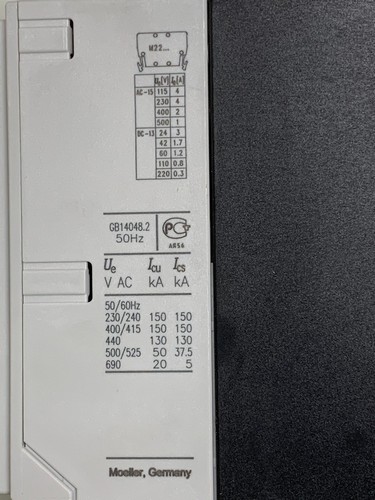 M22...
Ue(V) Ie(A)
AC-15 115 4
230 4
400 2
500 1
DC-13 24 3
42 1.7
60 1.2
110 0.8
220 0.3
GB14048.2
50Hz
PCT
AR56
Ue Icu Ics
V AC kA kA
50/60Hz
230/240 150 150
400/415 150 150
440 130 130
500/525 50 37.5
690 20 5
Moeller, Germany